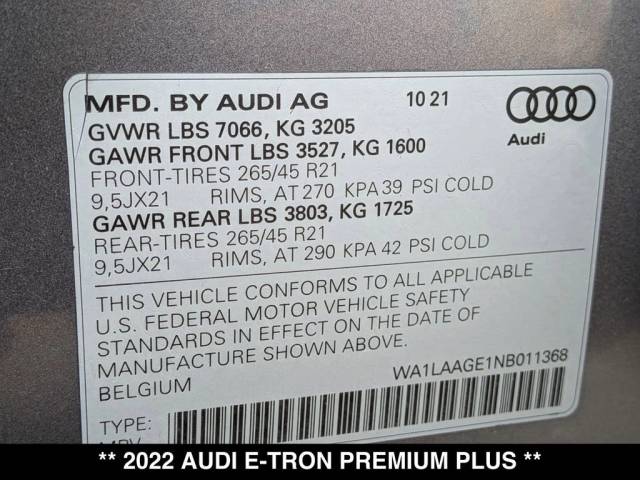 MFD. BY AUDI AG 10 21
GVWR LBS 7066, KG 3205
GAWR FRONT LBS 3527, KG 1600
FRONT-TIRES 265/45 R21
9,5JX21 RIMS, AT 270 KPA 39 PSI COLD
GAWR REAR LBS 3803, KG 1725
REAR-TIRES 265/45 R21
9,5JX21 RIMS, AT 290 KPA 42 PSI COLD
Audi
THIS VEHICLE CONFORMS TO ALL APPLICABLE
U.S. FEDERAL MOTOR VEHICLE SAFETY
STANDARDS IN EFFECT ON THE DATE OF
MANUFACTURE SHOWN ABOVE.
BELGIUM WA1LAAGE1NB011368
TYPE:
MPV
** 2022 AUDI E-TRON PREMIUM PLUS **